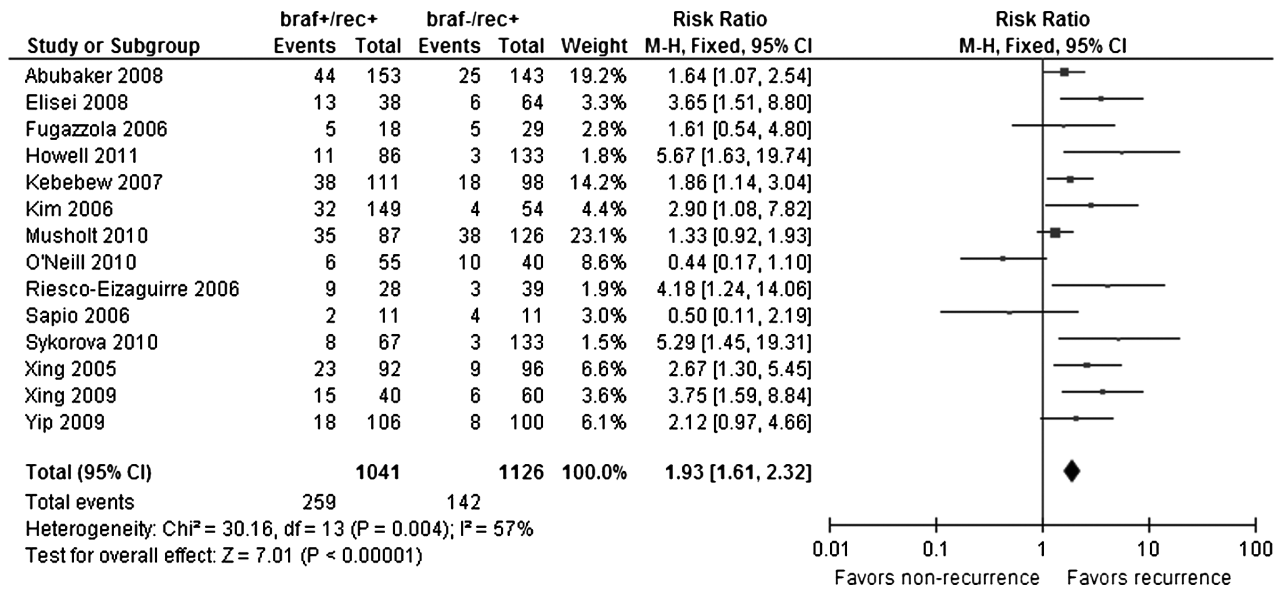 braf+/rec+ braf-/rec+ Risk Ratio Risk Ratio
Study or Subgroup Events Total Events Total Weight M-H, Fixed, 95% CI M-H, Fixed, 95% CI
Abubaker 2008 44 153 25 143 19.2% 1.64 [1.07, 2.54]
Elisei 2008 13 38 6 64 3.3% 3.65 [1.51, 8.80]
Fugazzola 2006 5 18 5 29 2.8% 1.61 [0.54, 4.80]
Howell 2011 11 86 3 133 1.8% 5.67 [1.63, 19.74]
Kebebew 2007 38 111 18 98 14.2% 1.86 [1.14, 3.04]
Kim 2006 32 149 4 54 4.4% 2.90 [1.08, 7.82]
Musholt 2010 35 87 38 126 23.1% 1.33 [0.92, 1.93]
O'Neill 2010 6 55 10 40 8.6% 0.44 [0.17, 1.10]
Riesco-Eizaguirre 2006 9 28 3 39 1.9% 4.18 [1.24, 14.06]
Sapio 2006 2 11 4 11 3.0% 0.50 [0.11, 2.19]
Sykorova 2010 8 67 3 133 1.5% 5.29 [1.45, 19.31]
Xing 2005 23 92 9 96 6.6% 2.67 [1.30, 5.45]
Xing 2009 15 40 6 60 3.6% 3.75 [1.59, 8.84]
Yip 2009 18 106 8 100 6.1% 2.12 [0.97, 4.66]
Total (95% CI) 1041 1126 100.0% 1.93 [1.61, 2.32]
Total events 259 142
Heterogeneity: Chi² = 30.16, df = 13 (P = 0.004); I² = 57%
Test for overall effect: Z = 7.01 (P < 0.00001)
0.01 0.1 1 10 100
Favors non-recurrence Favors recurrence